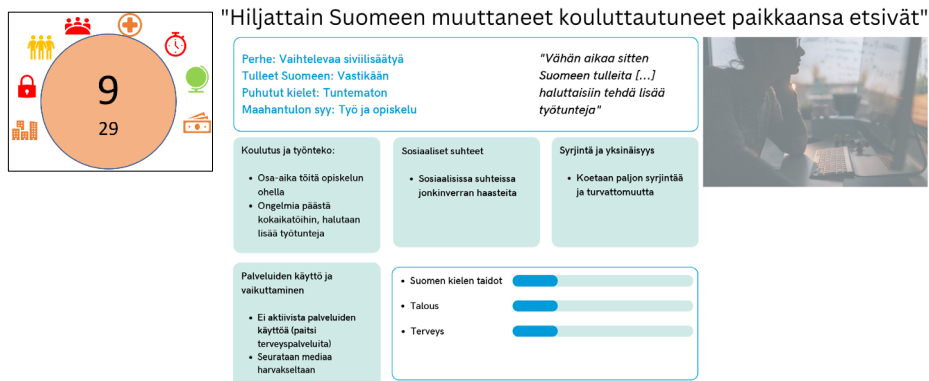 "Hiljattain Suomeen muuttaneet kouluttautuneet paikkaansa etsivät"
9
29
Perhe: Vaihtelevaa siviilisäätyä
Tulleet Suomeen: Vastikään
Puhutut kielet: Tuntematon
Maahantulon syy: Työ ja opiskelu
"Vähän aikaa sitten
Suomeen tulleita [...]
haluttaisiin tehdä lisää
työtunteja"
Koulutus ja työnteko:
• Osa-aika töitä opiskelun
ohella
• Ongelmia päästä
kokaikatöihin, halutaan
lisää työtunteja
Sosiaaliset suhteet
• Sosiaalisissa suhteissa
jonkinverran haasteita
Syrjintä ja yksinäisyys
• Koetaan paljon syrjintää
ja turvattomuutta
Palveluiden käyttö ja
vaikuttaminen
• Ei aktiivista palveluiden
käyttöä (paitsi
terveyspalveluita)
• Seurataan mediaa
harvakseltaan
• Suomen kielen taidot
• Talous
• Terveys